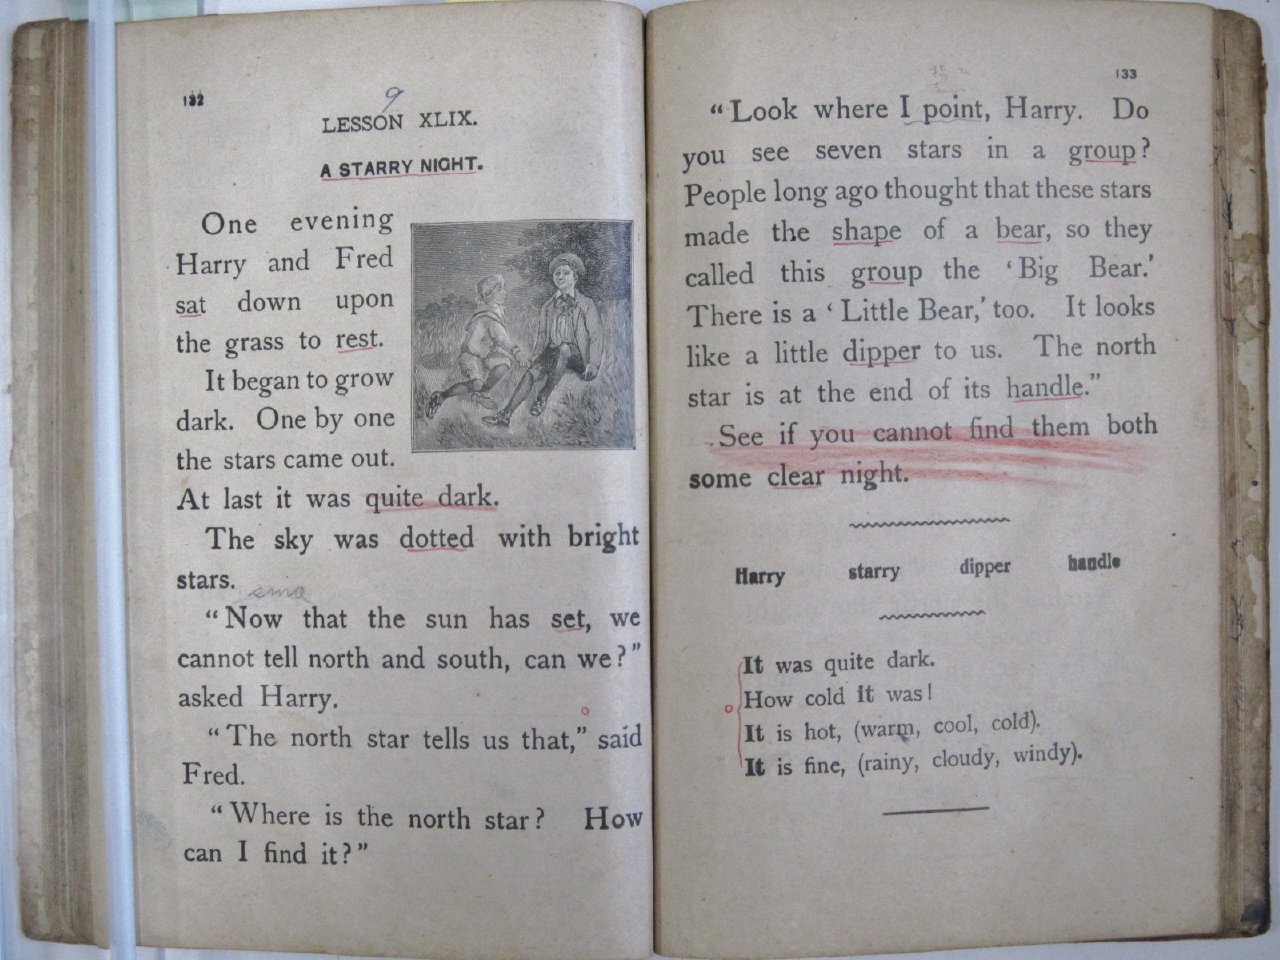 132
9
LESSON XLIX.
A STARRY NIGHT.
One evening
Harry and Fred
sat down upon
the grass to rest.
It began to grow
dark. One by one
the stars came out.
At last it was quite dark.
The sky was dotted with bright
stars.
"Now that the sun has set, we
cannot tell north and south, can we?"
asked Harry.
"The north star tells us that," said
Fred.
"Where is the north star? How
can I find it?"
133
"Look where I point, Harry. Do
you see seven stars in a group?
People long ago thought that these stars
made the shape of a bear, so they
called this group the 'Big Bear.'
There is a 'Little Bear,' too. It looks
like a little dipper to us. The north
star is at the end of its handle."
See if you cannot find them both
some clear night.
Harry starry dipper handle
It was quite dark.
How cold it was!
It is hot, (warm, cool, cold).
It is fine, (rainy, cloudy, windy).